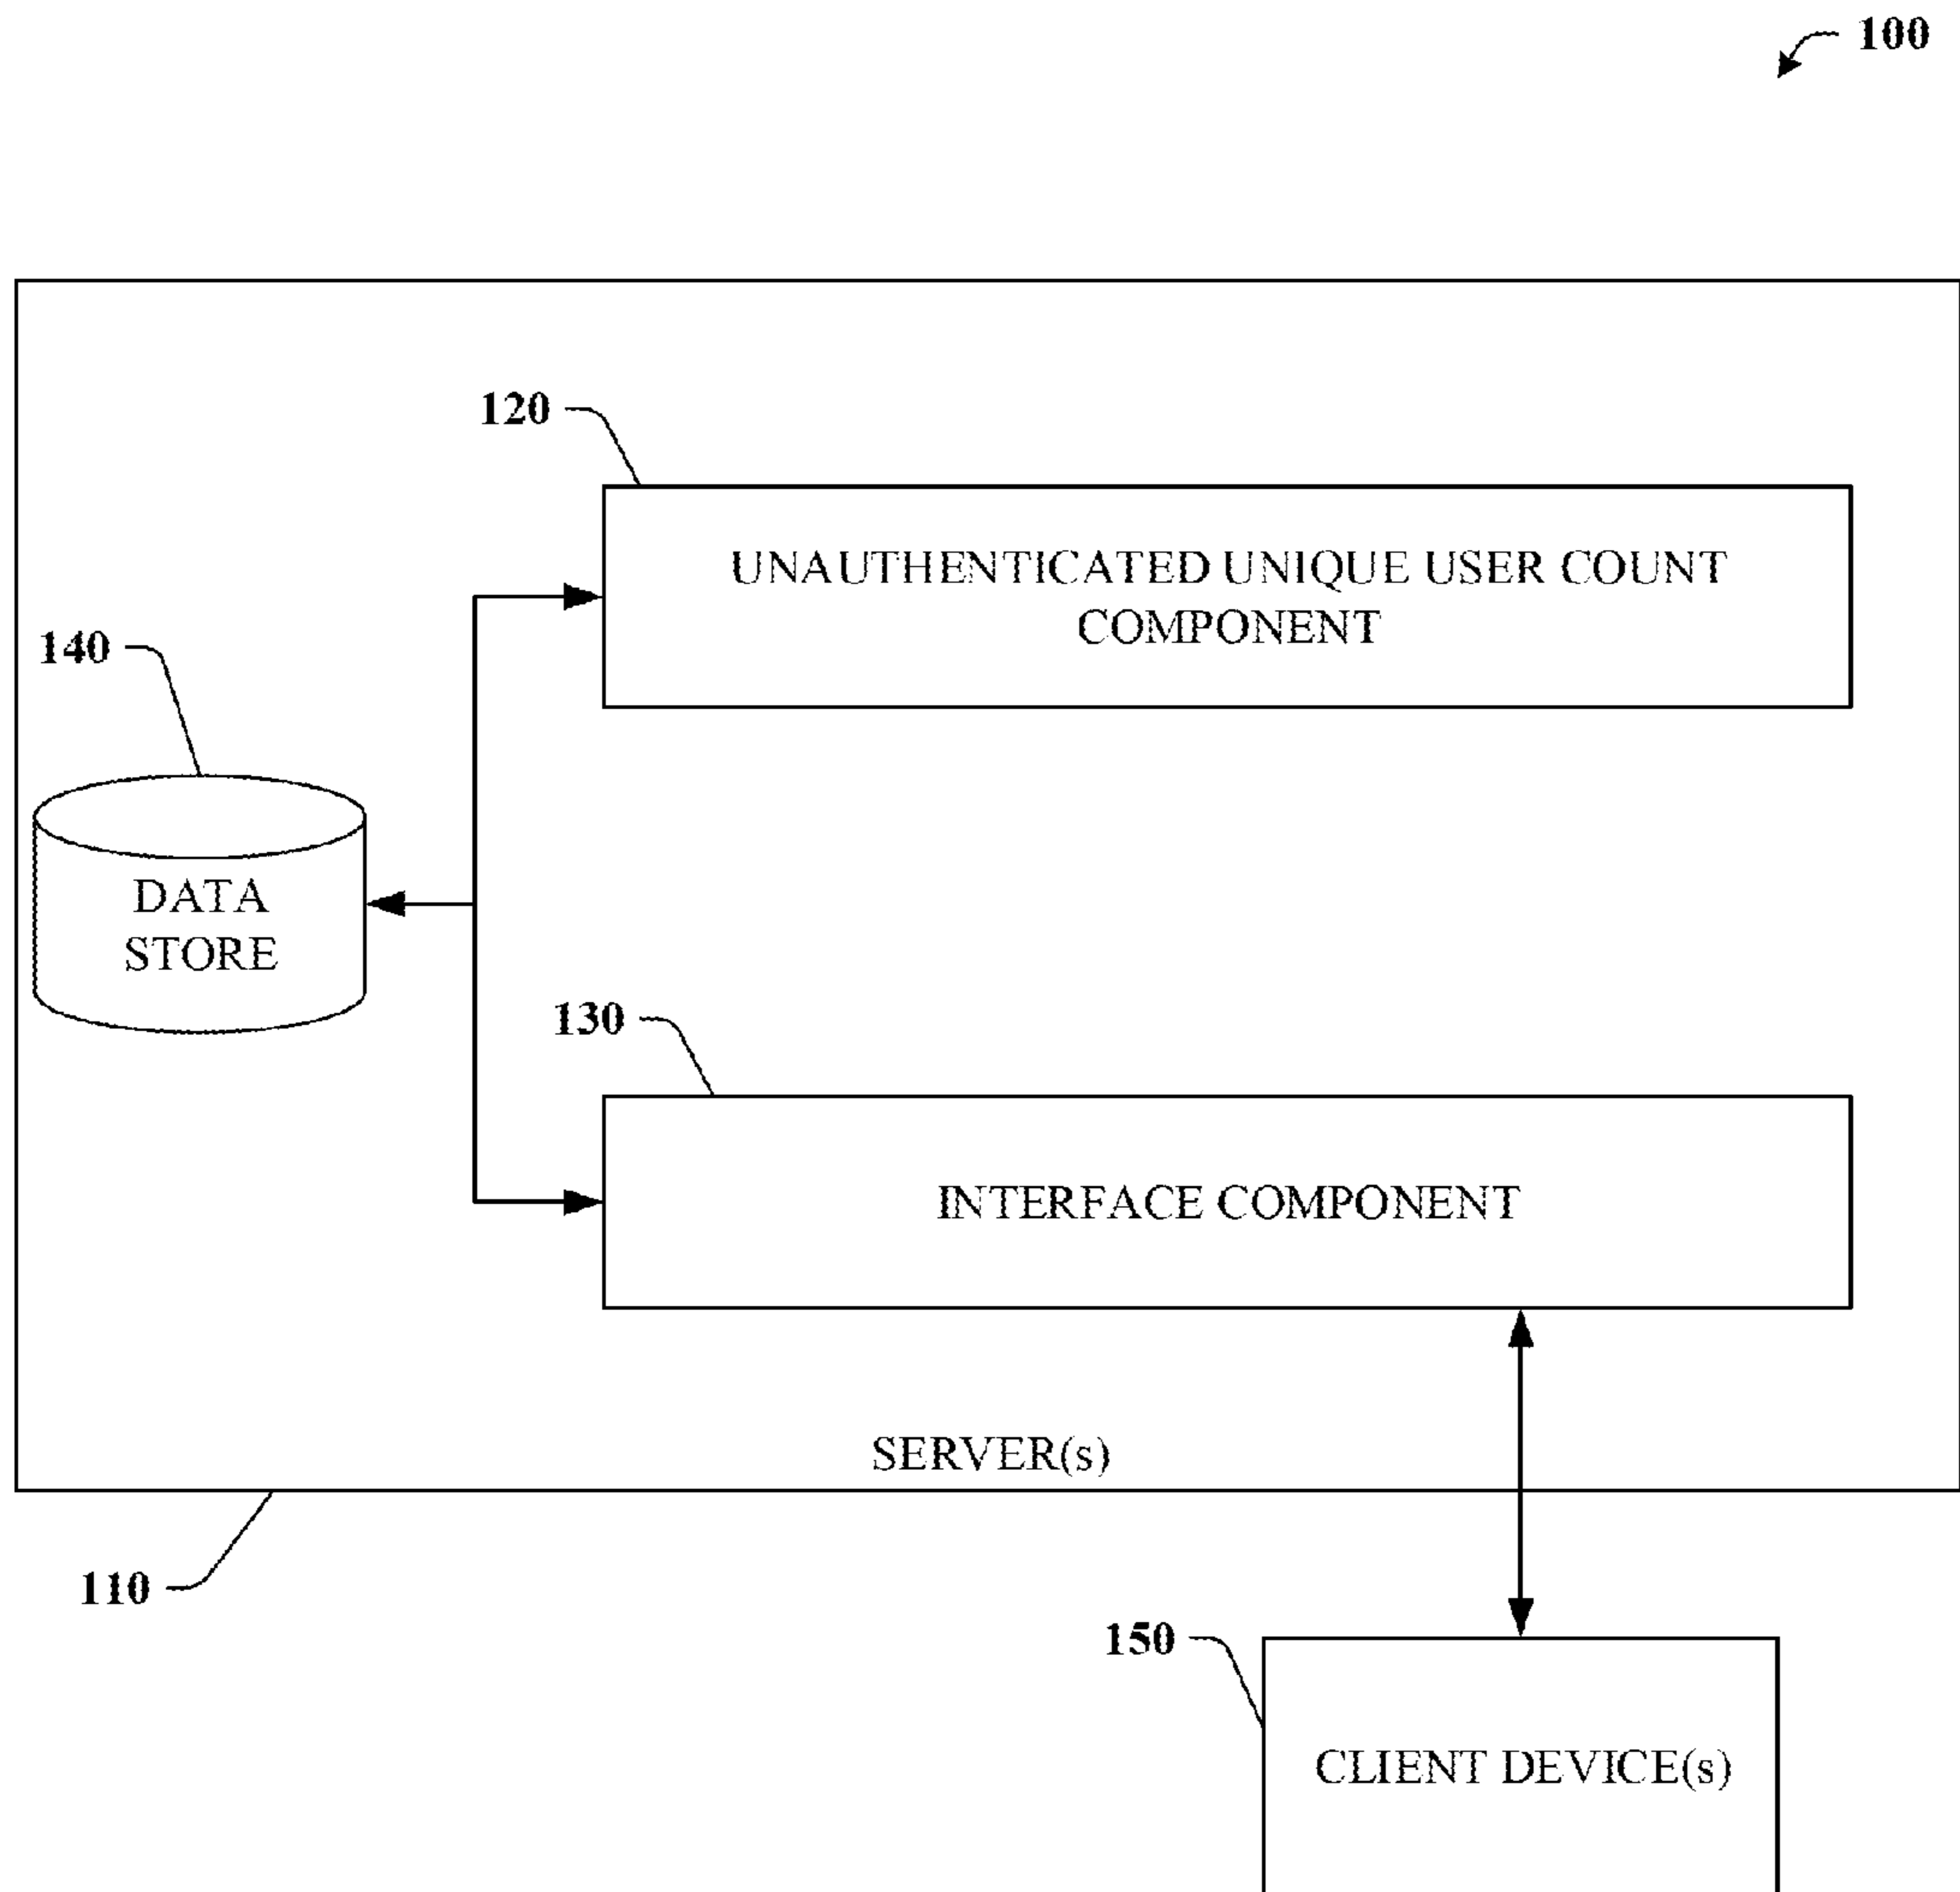 100
120
UNAUTHENTICATED UNIQUE USER COUNT
COMPONENT
140
DATA
STORE
130
INTERFACE COMPONENT
SERVER(s)
110
150
CLIENT DEVICE(s)